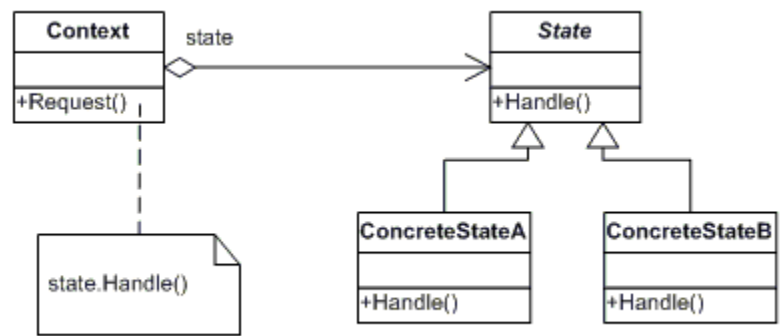 Context
+Request()
state
State
+Handle()
state.Handle()
ConcreteStateA
+Handle()
ConcreteStateB
+Handle()